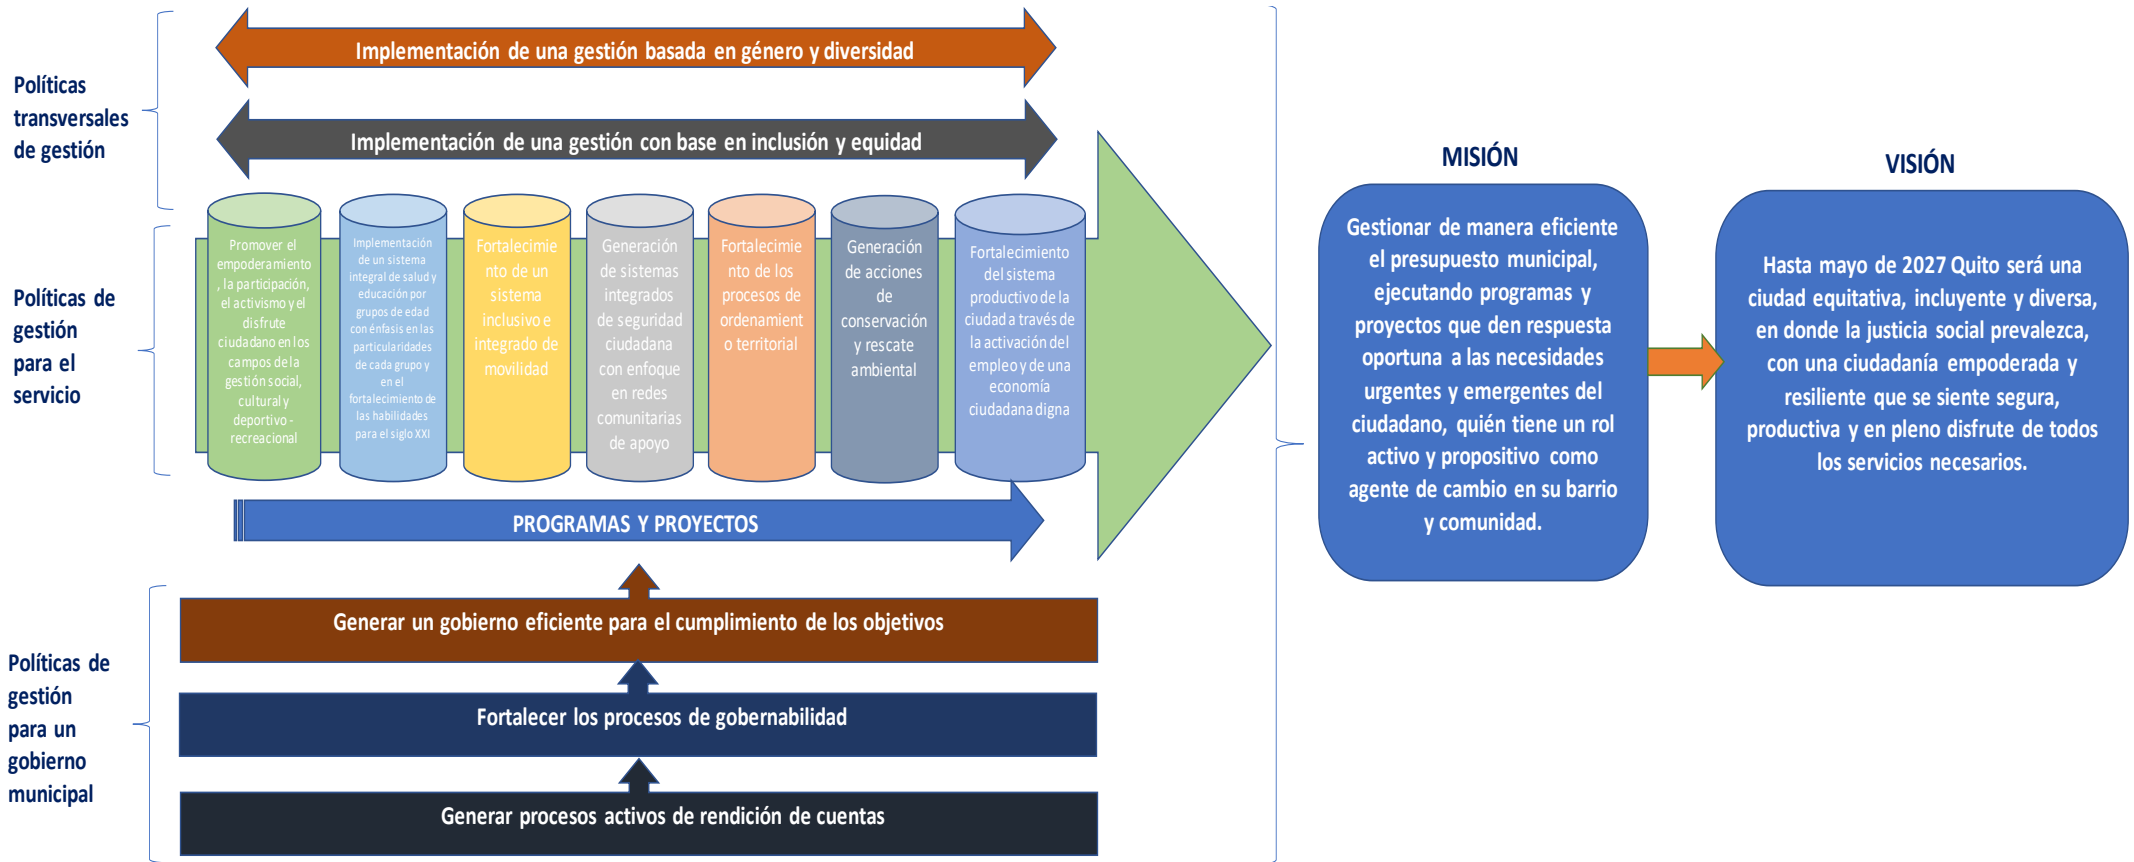 Políticas
transversales
de gestión
Implementación de una gestión basada en género y diversidad
Implementación de una gestión con base en inclusión y equidad
Políticas de
gestión
para el
servicio
Promover el
empoderamiento
, la participación,
el activismo y el
disfrute
ciudadano en los
campos de la
gestión social,
cultural y
deportivo -
recreacional
Implementación
de un sistema
integral de salud y
educación por
grupos de edad
con énfasis en las
particularidades
de cada grupo y
en el
fortalecimiento de
las habilidades
para el siglo XXI
Fortalecimie
nto de un
sistema
inclusivo e
integrado de
movilidad
Generación
de sistemas
integrados
de seguridad
ciudadana
con enfoque
en redes
comunitarias
de apoyo
Fortalecimie
nto de los
procesos de
ordenamient
o territorial
Generación
de acciones
de
conservación
y rescate
ambiental
Fortalecimiento
del sistema
productivo de la
ciudad a través de
la activación del
empleo y de una
economía
ciudadana digna
PROGRAMAS Y PROYECTOS
Políticas de
gestión
para un
gobierno
municipal
Generar un gobierno eficiente para el cumplimiento de los objetivos
Fortalecer los procesos de gobernabilidad
Generar procesos activos de rendición de cuentas
MISIÓN
Gestionar de manera eficiente
el presupuesto municipal,
ejecutando programas y
proyectos que den respuesta
oportuna a las necesidades
urgentes y emergentes del
ciudadano, quién tiene un rol
activo y propositivo como
agente de cambio en su barrio
y comunidad.
VISIÓN
Hasta mayo de 2027 Quito será una
ciudad equitativa, incluyente y diversa,
en donde la justicia social prevalezca,
con una ciudadanía empoderada y
resiliente que se siente segura,
productiva y en pleno disfrute de todos
los servicios necesarios.